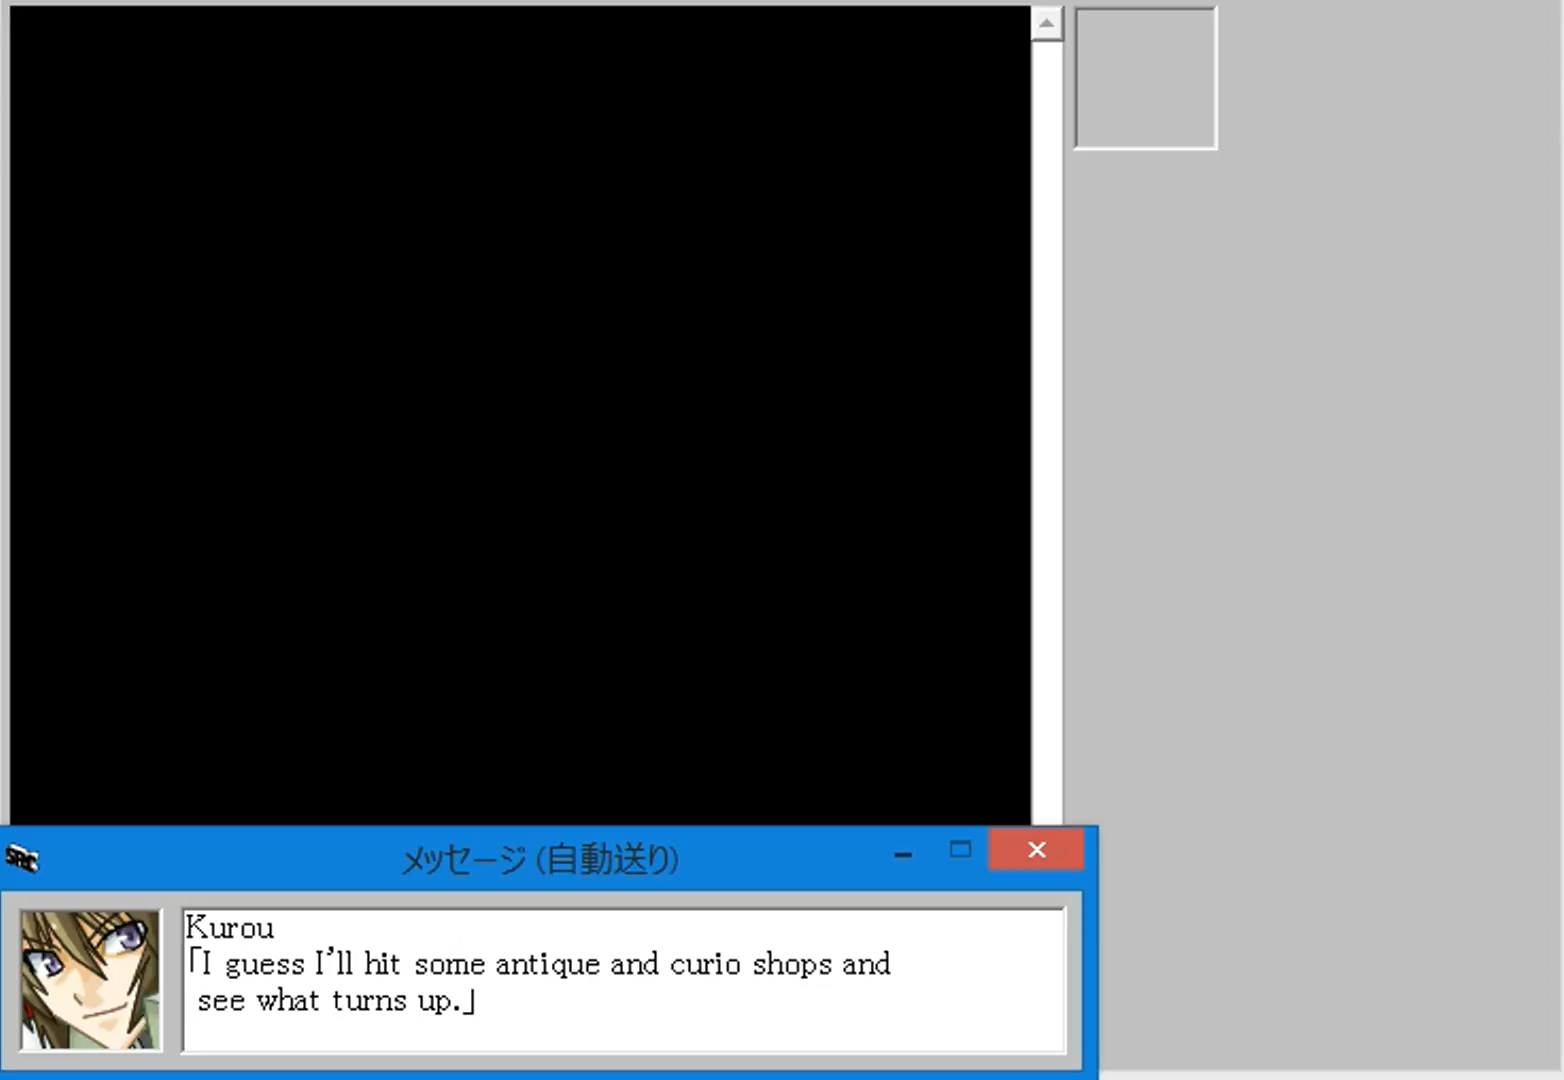 メッセージ (自動送り)
SRC
Kurou
｢I guess I'll hit some antique and curio shops and
see what turns up.｣